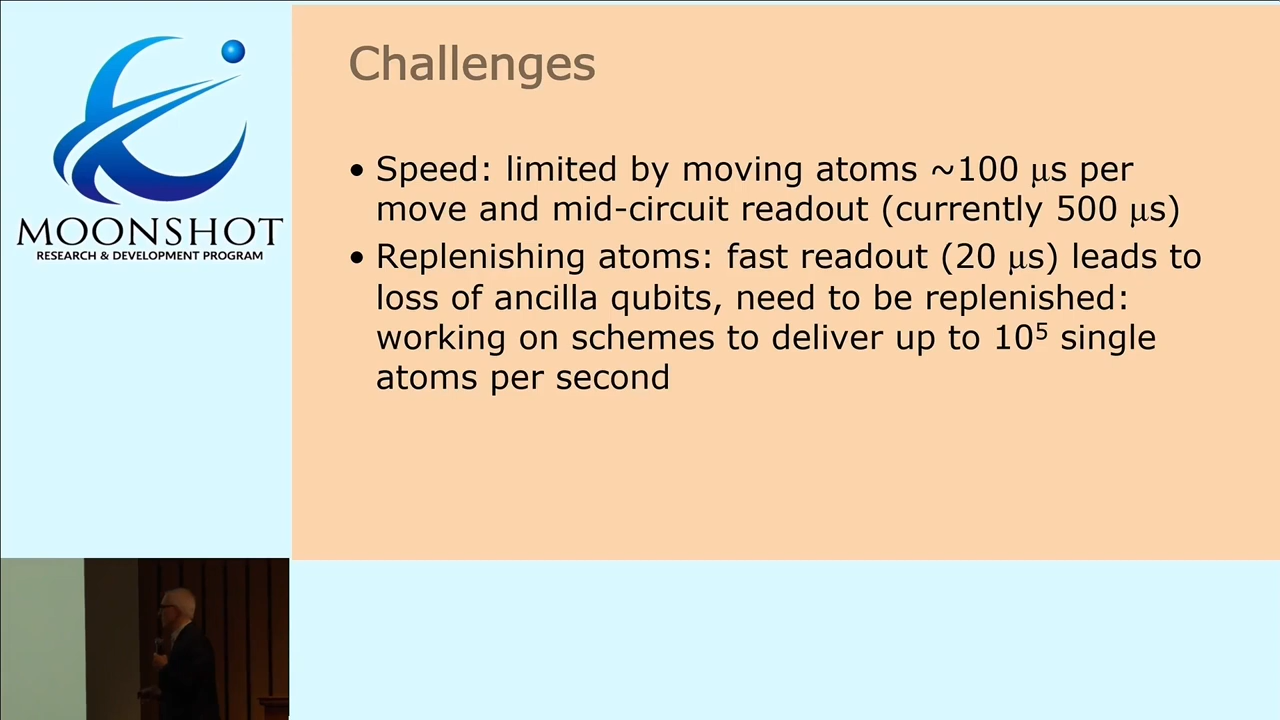 MOONSHOT
RESEARCH & DEVELOPMENT PROGRAM
Challenges
• Speed: limited by moving atoms ~100 μs per
move and mid-circuit readout (currently 500 μs)
• Replenishing atoms: fast readout (20 μs) leads to
loss of ancilla qubits, need to be replenished:
working on schemes to deliver up to 10⁵ single
atoms per second